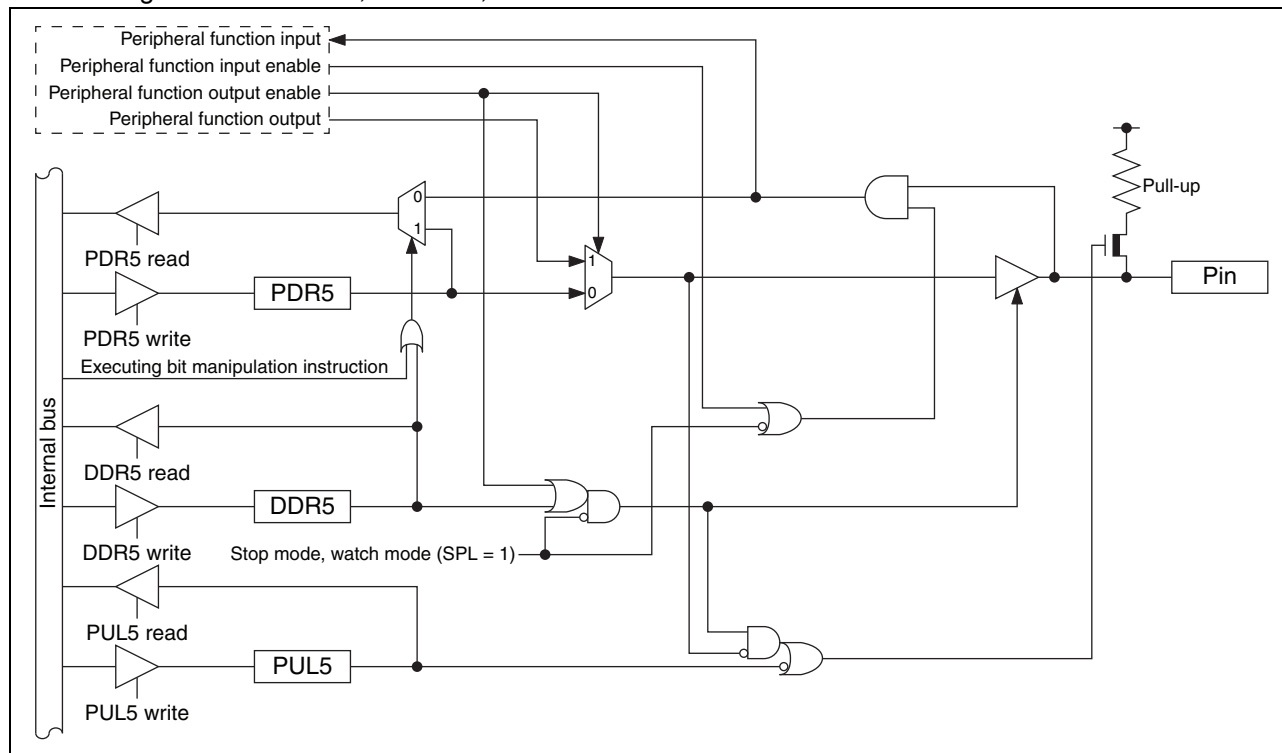 Peripheral function input
Peripheral function input enable
Peripheral function output enable
Peripheral function output
Pull-up
0
1
PDR5 read
1
0
PDR5
Pin
PDR5 write
Executing bit manipulation instruction
Internal bus
DDR5 read
DDR5
DDR5 write
Stop mode, watch mode (SPL = 1)
PUL5 read
PUL5
PUL5 write